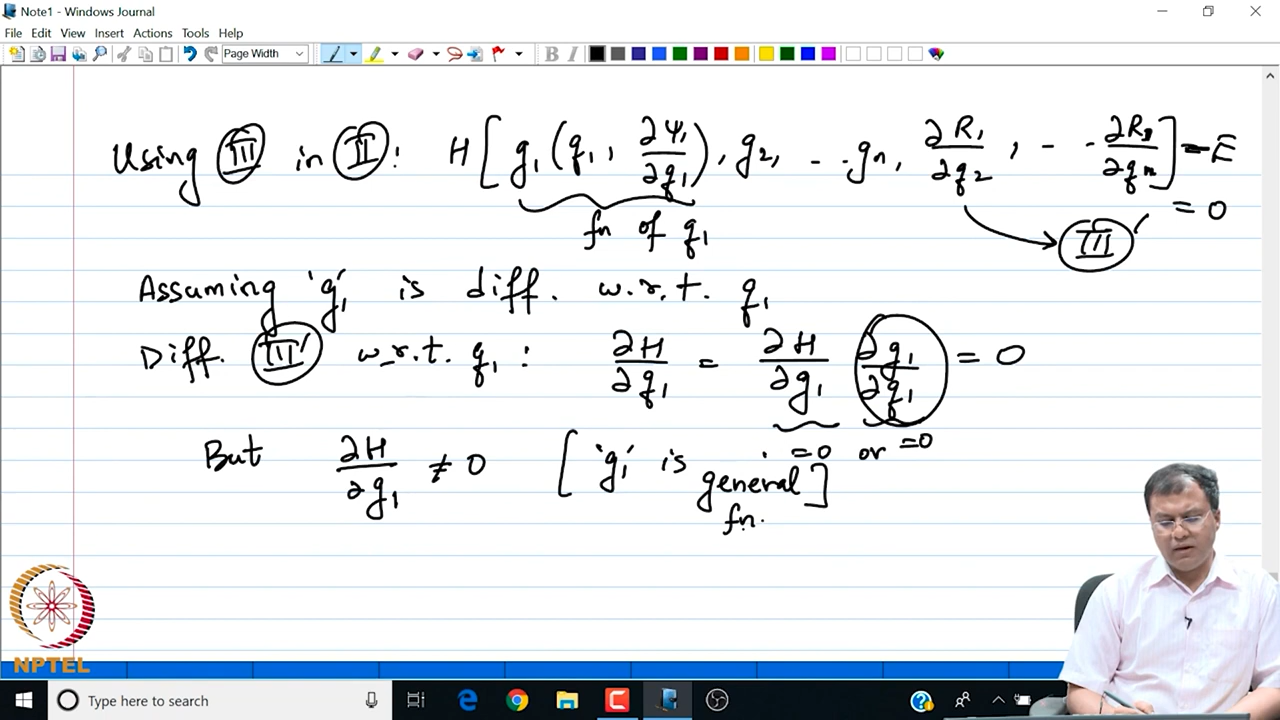 Note1 - Windows Journal
File Edit View Insert Actions Tools Help
Page Width
B I
Using III in II : H [ g₁ ( q₁ , ∂Ψ₁/∂q₁ ) , g₂, - - gn, ∂R₁/∂q₂ , - - ∂R₁/∂qn ] - E
= 0
fn of q₁
III′
Assuming 'g₁' is diff. w.r.t. q₁
Diff. III′ w.r.t. q₁ : ∂H/∂q₁ = ∂H/∂g₁ ∂g₁/∂q₁ = 0
=0 or =0
But ∂H/∂g₁ ≠ 0 [ 'g₁' is general ]
fn.
NPTEL
Type here to search